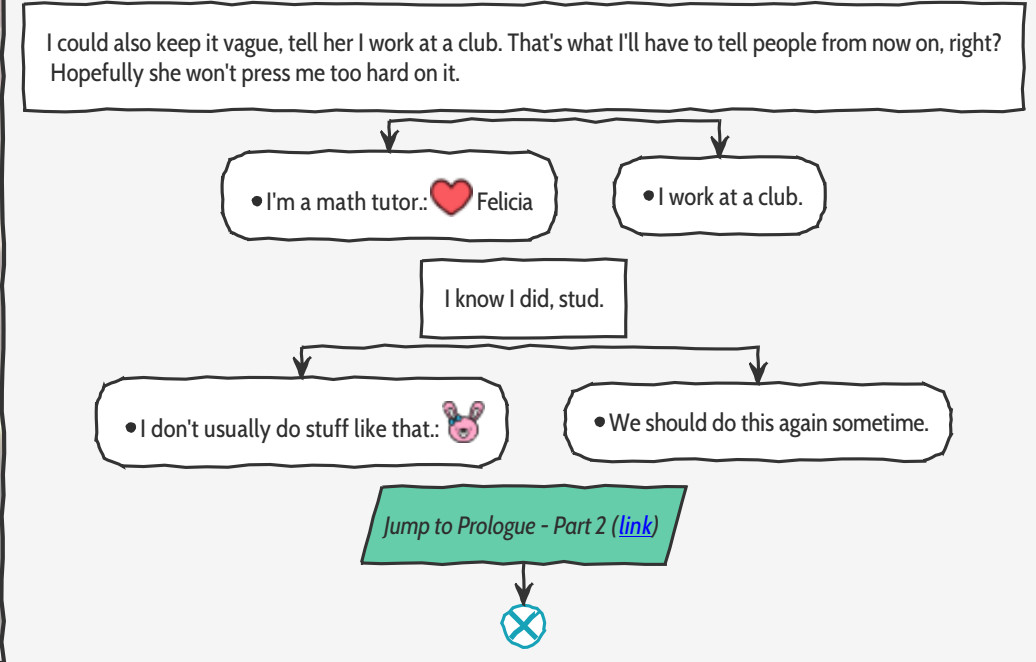 I could also keep it vague, tell her I work at a club. That's what I'll have to tell people from now on, right?
Hopefully she won't press me too hard on it.
•I'm a math tutor.: Felicia
•I work at a club.
I know I did, stud.
•I don't usually do stuff like that.:
•We should do this again sometime.
Jump to Prologue - Part 2 (link)